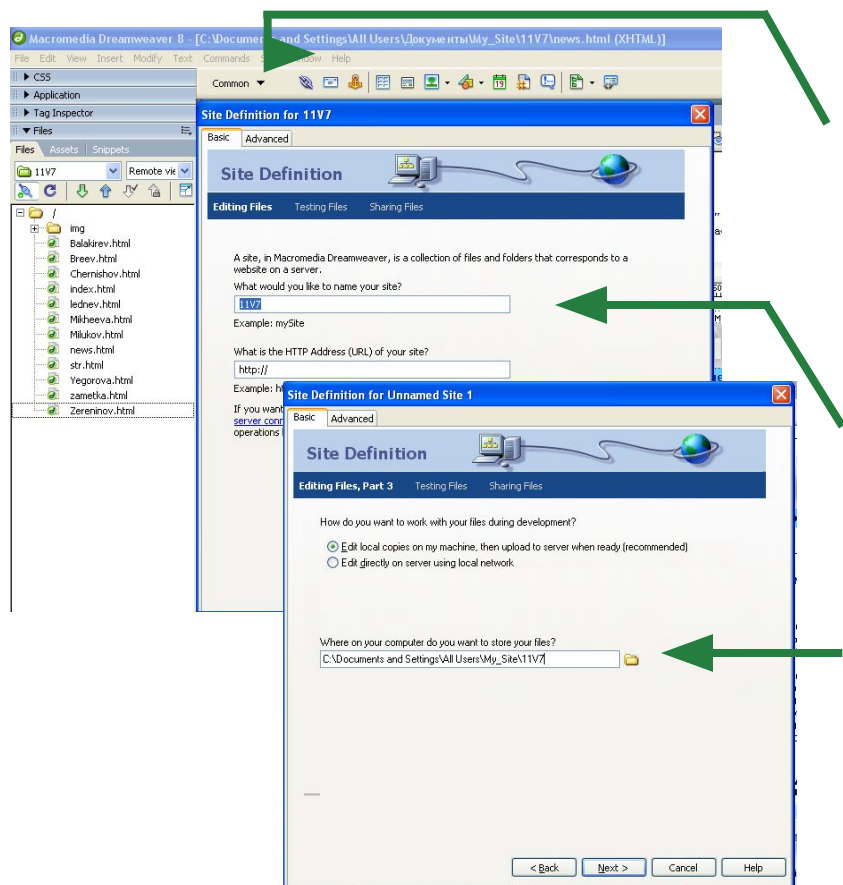 Macromedia Dreamweaver 8 - [C:\Documents and Settings\All Users\Документы\My_Site\11V7\news.html (XHTML)]
File Edit View Insert Modify Text Commands Help
CSS
Common
Application
Tag Inspector
Files
Files Assets Snippets
11V7 Remote vie
/
img
Balakirev.html
Breev.html
Chernishov.html
index.html
lednev.html
Mikheeva.html
Milukov.html
news.html
str.html
Yegorova.html
zametka.html
Zereninov.html
Site Definition for 11V7
Basic Advanced
Site Definition
Editing Files Testing Files Sharing Files
A site, in Macromedia Dreamweaver, is a collection of files and folders that corresponds to a
website on a server.
What would you like to name your site?
11V7
Example: mySite
What is the HTTP Address (URL) of your site?
http://
Example:
If you want
server
operations
Site Definition for Unnamed Site 1
Basic Advanced
Site Definition
Editing Files, Part 3 Testing Files Sharing Files
How do you want to work with your files during development?
Edit local copies on my machine, then upload to server when ready (recommended)
Edit directly on server using local network
Where on your computer do you want to store your files?
C:\Documents and Settings\All Users\My_Site\11V7
< Back Next > Cancel Help